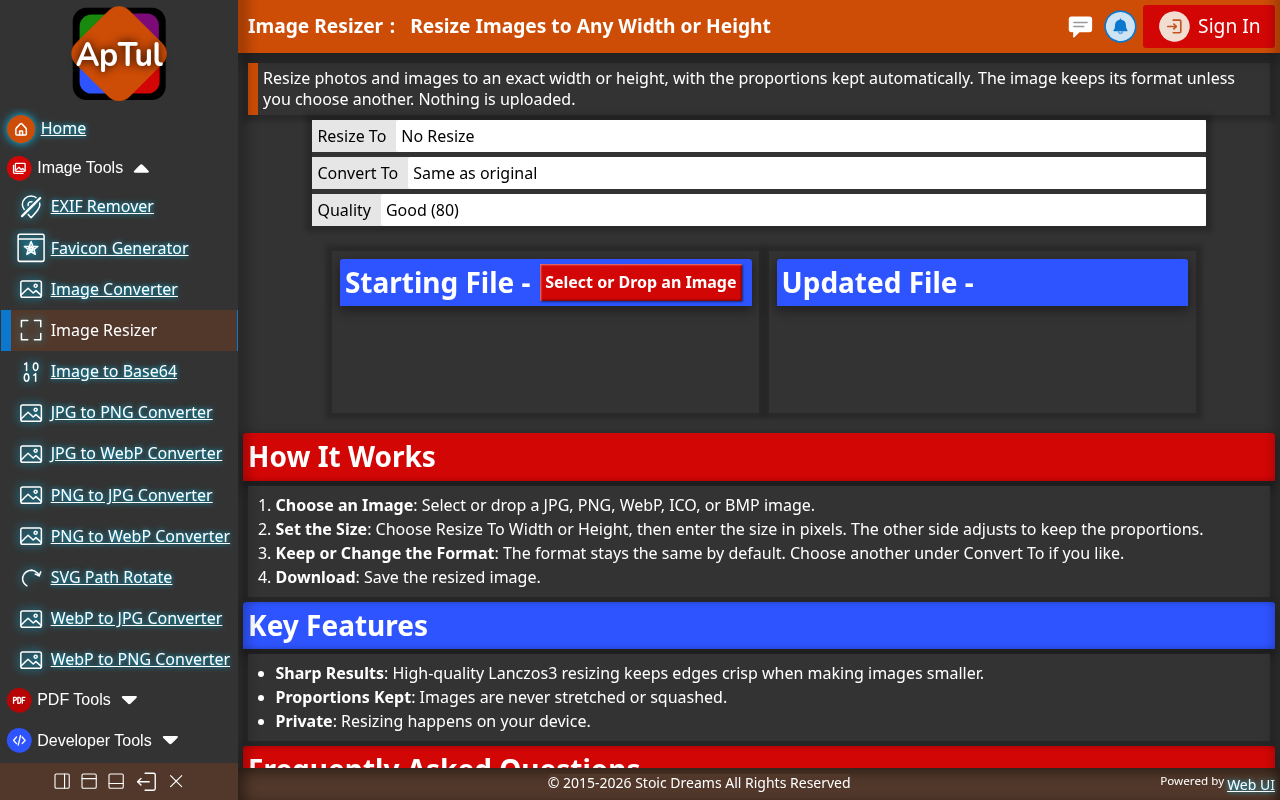 ApTul
Home
Image Tools
EXIF Remover
Favicon Generator
Image Converter
Image Resizer
Image to Base64
JPG to PNG Converter
JPG to WebP Converter
PNG to JPG Converter
PNG to WebP Converter
SVG Path Rotate
WebP to JPG Converter
WebP to PNG Converter
PDF Tools
Developer Tools
Image Resizer : Resize Images to Any Width or Height
Sign In
Resize photos and images to an exact width or height, with the proportions kept automatically. The image keeps its format unless
you choose another. Nothing is uploaded.
Resize To No Resize
Convert To Same as original
Quality Good (80)
Starting File - Select or Drop an Image
Updated File -
How It Works
1. Choose an Image: Select or drop a JPG, PNG, WebP, ICO, or BMP image.
2. Set the Size: Choose Resize To Width or Height, then enter the size in pixels. The other side adjusts to keep the proportions.
3. Keep or Change the Format: The format stays the same by default. Choose another under Convert To if you like.
4. Download: Save the resized image.
Key Features
• Sharp Results: High-quality Lanczos3 resizing keeps edges crisp when making images smaller.
• Proportions Kept: Images are never stretched or squashed.
• Private: Resizing happens on your device.
Frequently Asked Questions
© 2015-2026 Stoic Dreams All Rights Reserved
Powered by Web UI